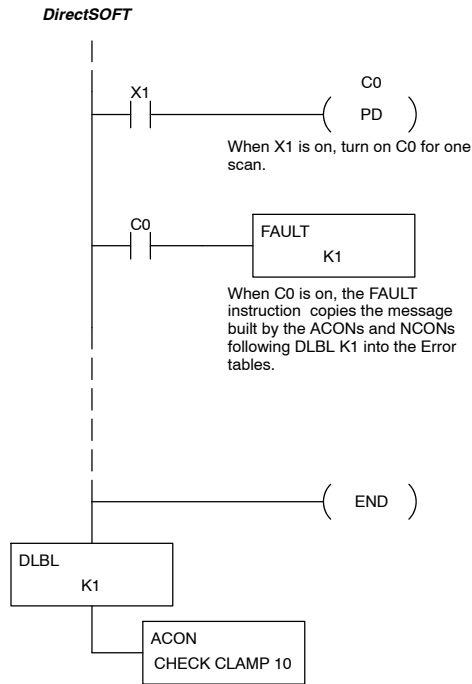 DirectSOFT
X1
C0
PD
When X1 is on, turn on C0 for one
scan.
C0
FAULT
K1
When C0 is on, the FAULT
instruction copies the message
built by the ACONs and NCONs
following DLBL K1 into the Error
tables.
END
DLBL
K1
ACON
CHECK CLAMP 10